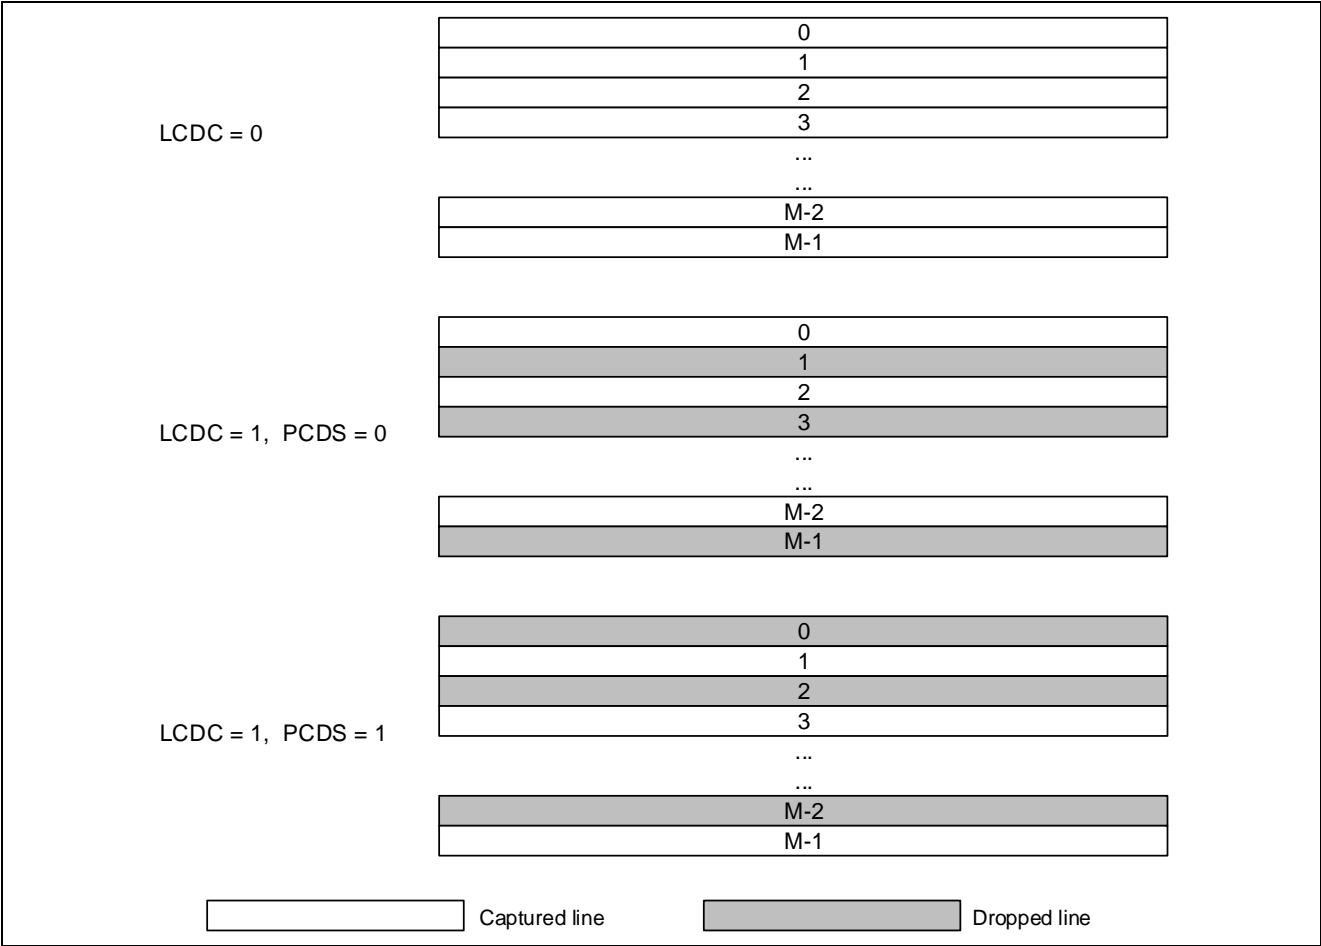 0
1
2
3
LCDC = 0
...
...
M-2
M-1
0
1
2
3
LCDC = 1, PCDS = 0
...
...
M-2
M-1
0
1
2
3
LCDC = 1, PCDS = 1
...
...
M-2
M-1
Captured line
Dropped line